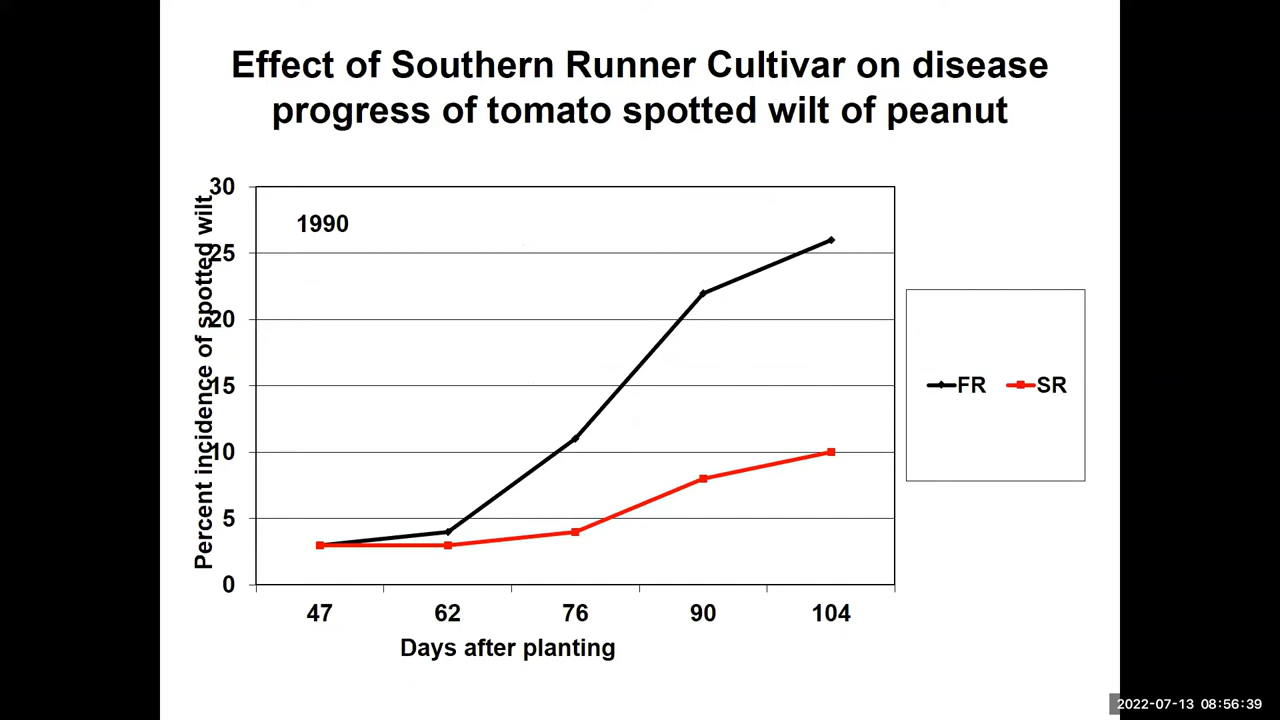 Effect of Southern Runner Cultivar on disease
progress of tomato spotted wilt of peanut
Percent incidence of spotted wilt
30
25
20
15
10
5
0
1990
47 62 76 90 104
Days after planting
FR SR
2022-07-13 08:56:39